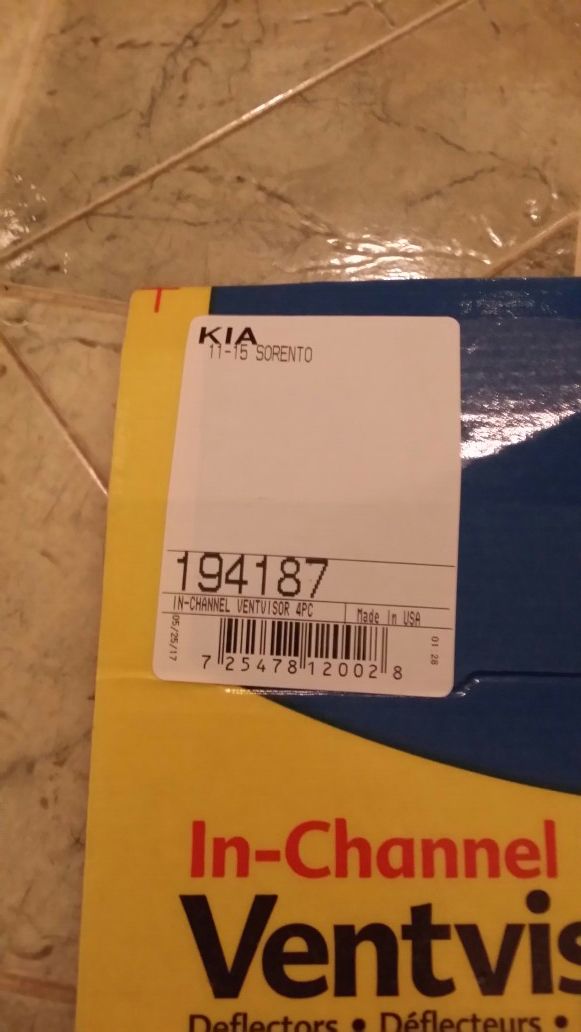 KIA
11-15 SORENTO
194187
IN-CHANNEL VENTVISOR 4PC
Made in USA
05/25/17
01 28
7 25478 12002 8
In-Channel
Ventvis
Deflectors • Déflecteurs •